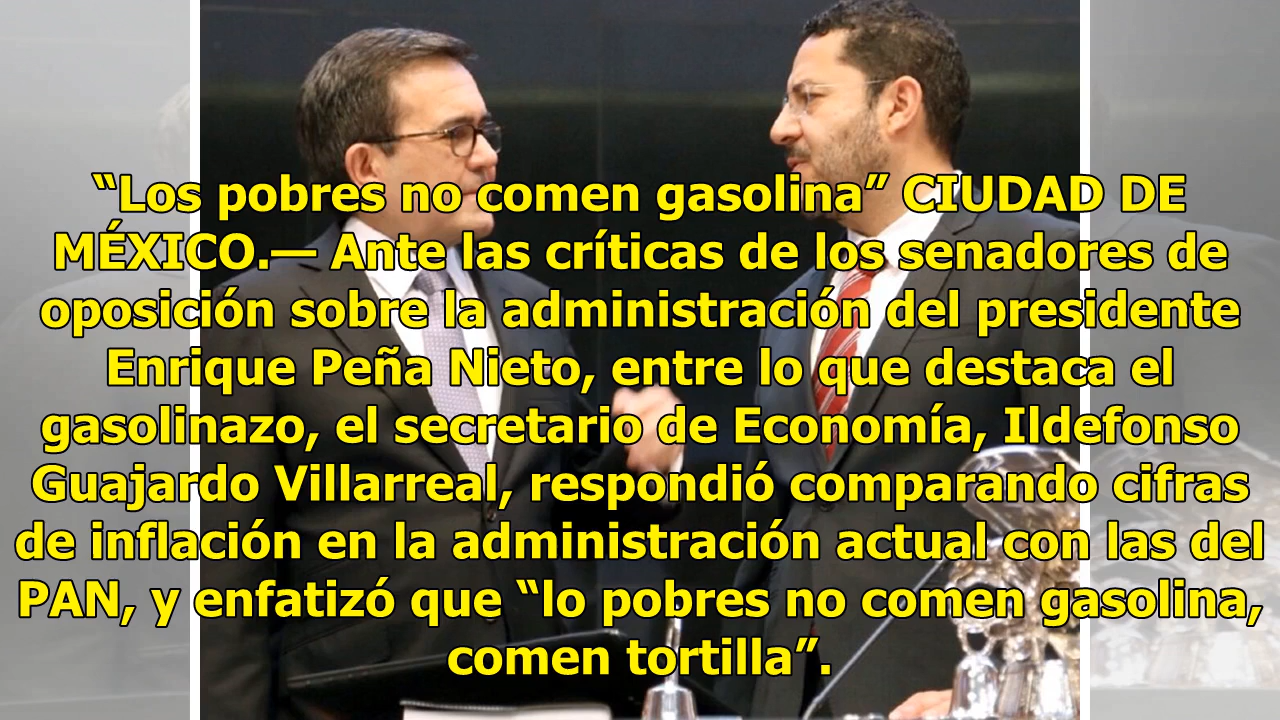 “Los pobres no comen gasolina” CIUDAD DE
MÉXICO.— Ante las críticas de los senadores de
oposición sobre la administración del presidente
Enrique Peña Nieto, entre lo que destaca el
gasolinazo, el secretario de Economía, Ildefonso
Guajardo Villarreal, respondió comparando cifras
de inflación en la administración actual con las del
PAN, y enfatizó que “lo pobres no comen gasolina,
comen tortilla”.